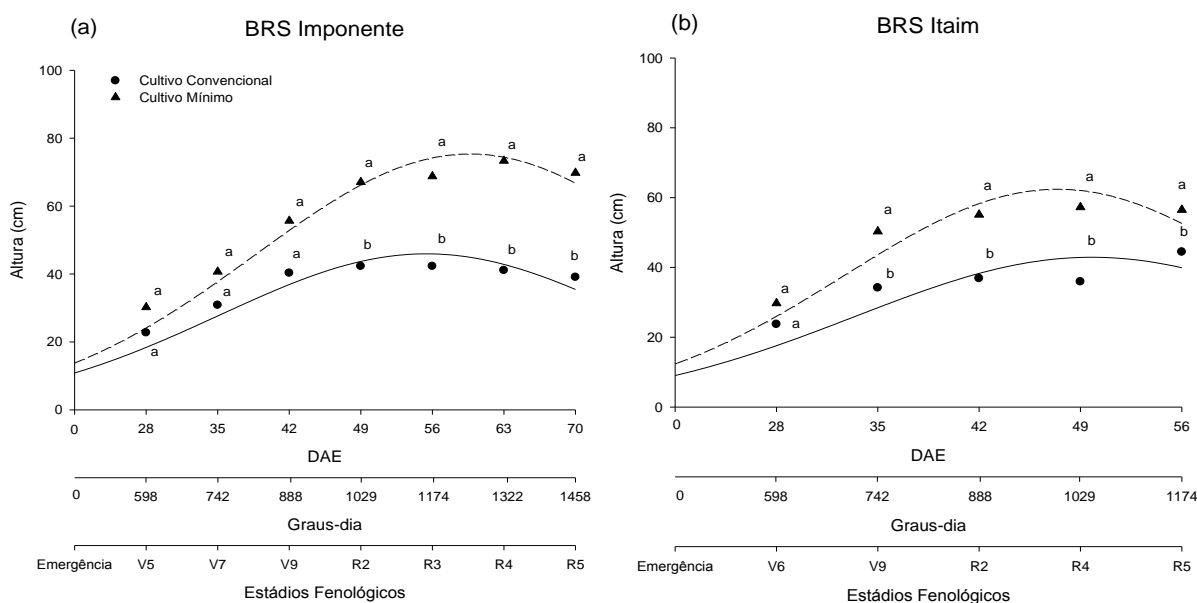 (a)
BRS Imponente
Cultivo Convencional
Cultivo Mínimo
Altura (cm)
100
80
60
40
20
0
a a a a a a a
a a a b b b b
0 28 35 42 49 56 63 70
DAE
0 598 742 888 1029 1174 1322 1458
Graus-dia
Emergência V5 V7 V9 R2 R3 R4 R5
Estádios Fenológicos
(b)
BRS Itaim
Altura (cm)
100
80
60
40
20
0
a a a a a
a b b b b
0 28 35 42 49 56
DAE
0 598 742 888 1029 1174
Graus-dia
Emergência V6 V9 R2 R4 R5
Estádios Fenológicos